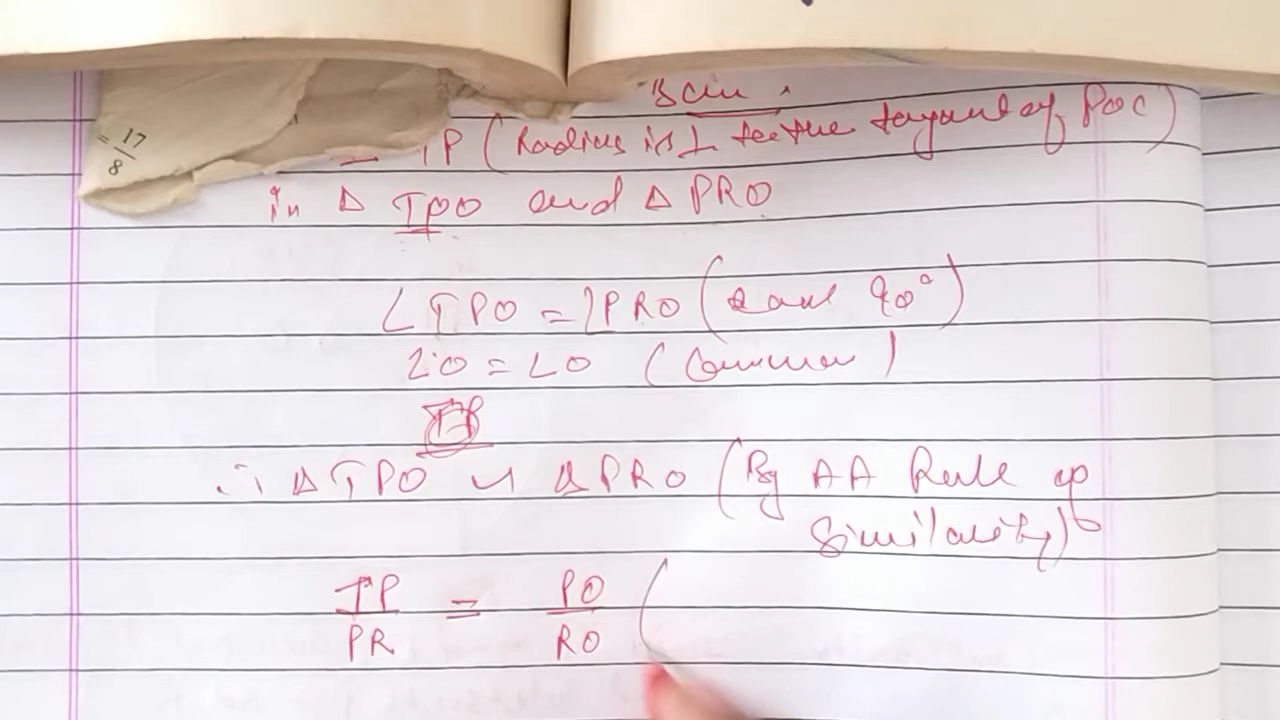 = 17/8
TP (Radius is ⊥ to the tangent of POC)
in Δ TPO and Δ PRO
∠TPO = ∠PRO (each 90°)
∠O = ∠O (Common)
∴ Δ TPO ~ Δ PRO (By AA Rule of
Similarity)
TP/PR = PO/RO (